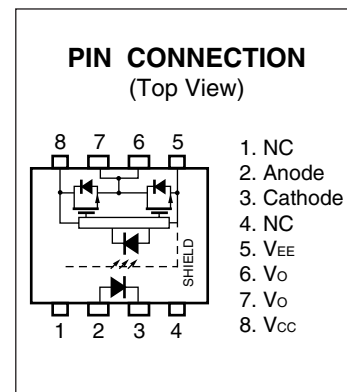 PIN CONNECTION
(Top View)
8 7 6 5
SHIELD
1 2 3 4
1. NC
2. Anode
3. Cathode
4. NC
5. VEE
6. VO
7. VO
8. VCC